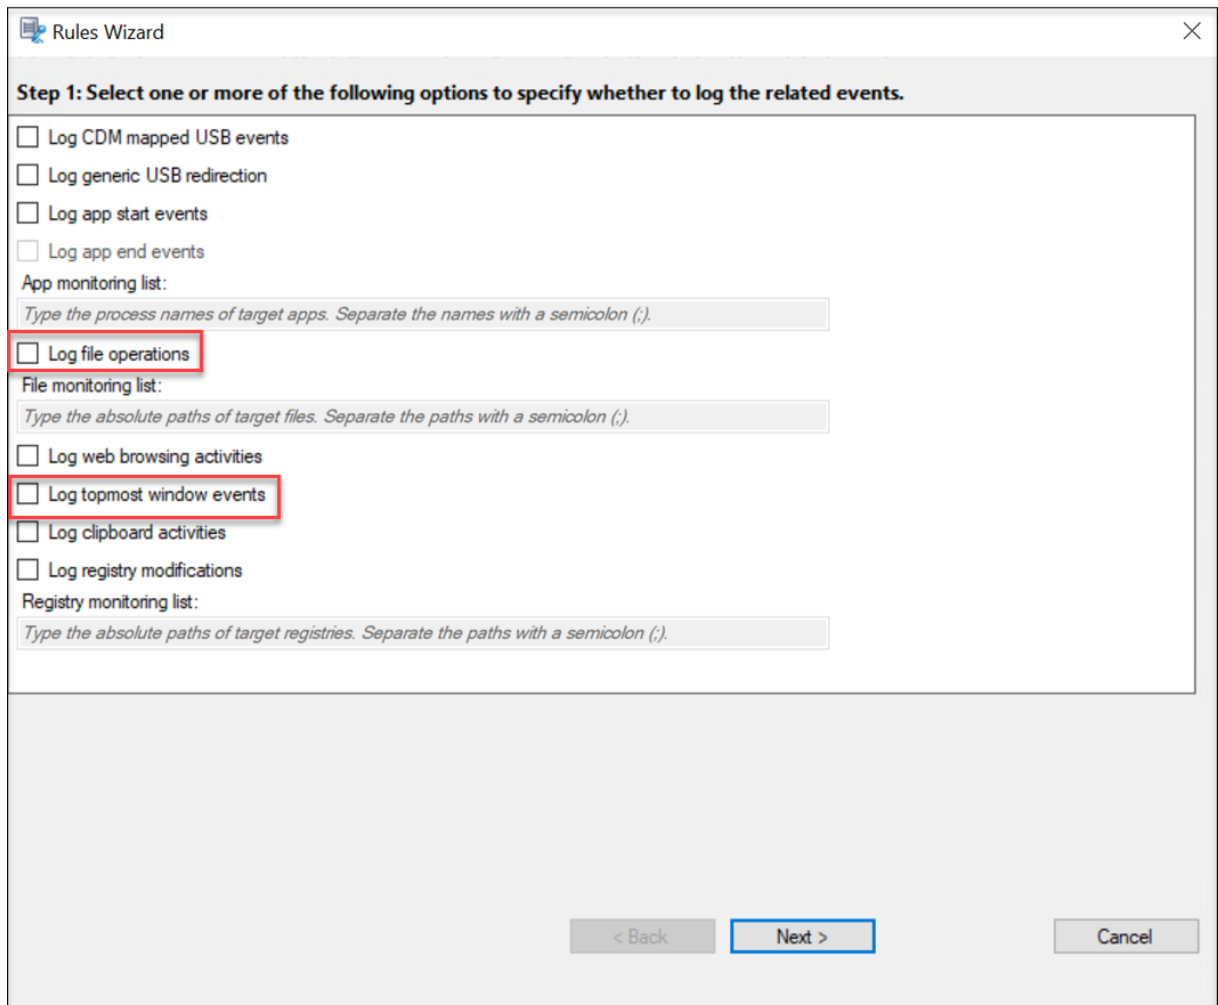 Rules Wizard
Step 1: Select one or more of the following options to specify whether to log the related events.
Log CDM mapped USB events
Log generic USB redirection
Log app start events
Log app end events
App monitoring list:
Type the process names of target apps. Separate the names with a semicolon (;).
Log file operations
File monitoring list:
Type the absolute paths of target files. Separate the paths with a semicolon (;).
Log web browsing activities
Log topmost window events
Log clipboard activities
Log registry modifications
Registry monitoring list:
Type the absolute paths of target registries. Separate the paths with a semicolon (;).
< Back Next > Cancel